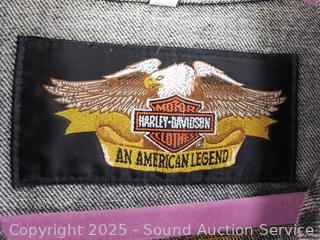 MOTOR
HARLEY-DAVIDSON
CLOTHES
AN AMERICAN LEGEND
Copyright 2025 - Sound Auction Service